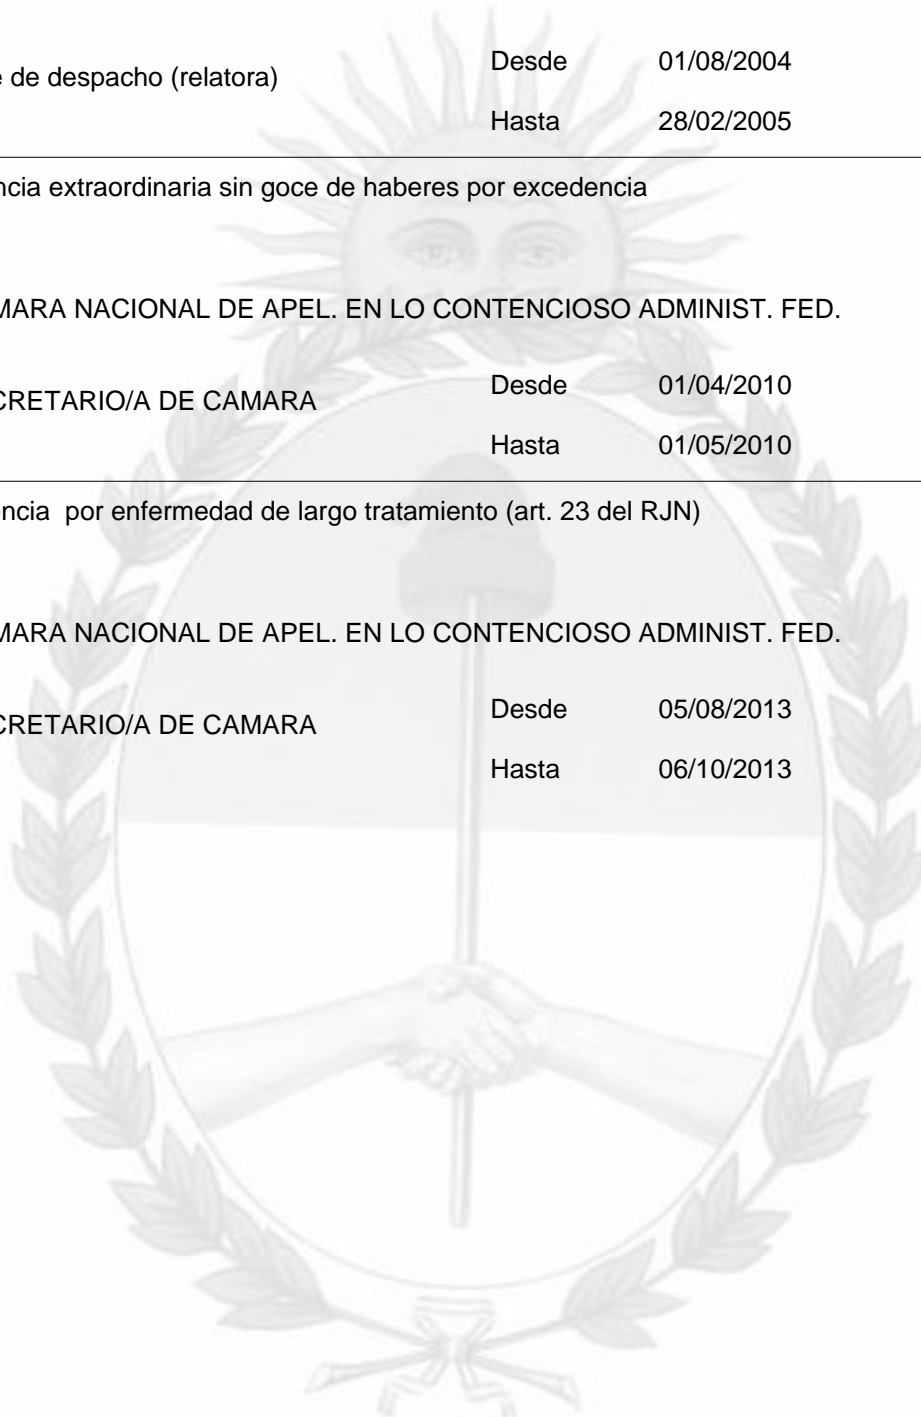 e de despacho (relatora)
Desde 01/08/2004
Hasta 28/02/2005
ncia extraordinaria sin goce de haberes por excedencia
MARA NACIONAL DE APEL. EN LO CONTENCIOSO ADMINIST. FED.
CRETARIO/A DE CAMARA
Desde 01/04/2010
Hasta 01/05/2010
encia por enfermedad de largo tratamiento (art. 23 del RJN)
MARA NACIONAL DE APEL. EN LO CONTENCIOSO ADMINIST. FED.
CRETARIO/A DE CAMARA
Desde 05/08/2013
Hasta 06/10/2013